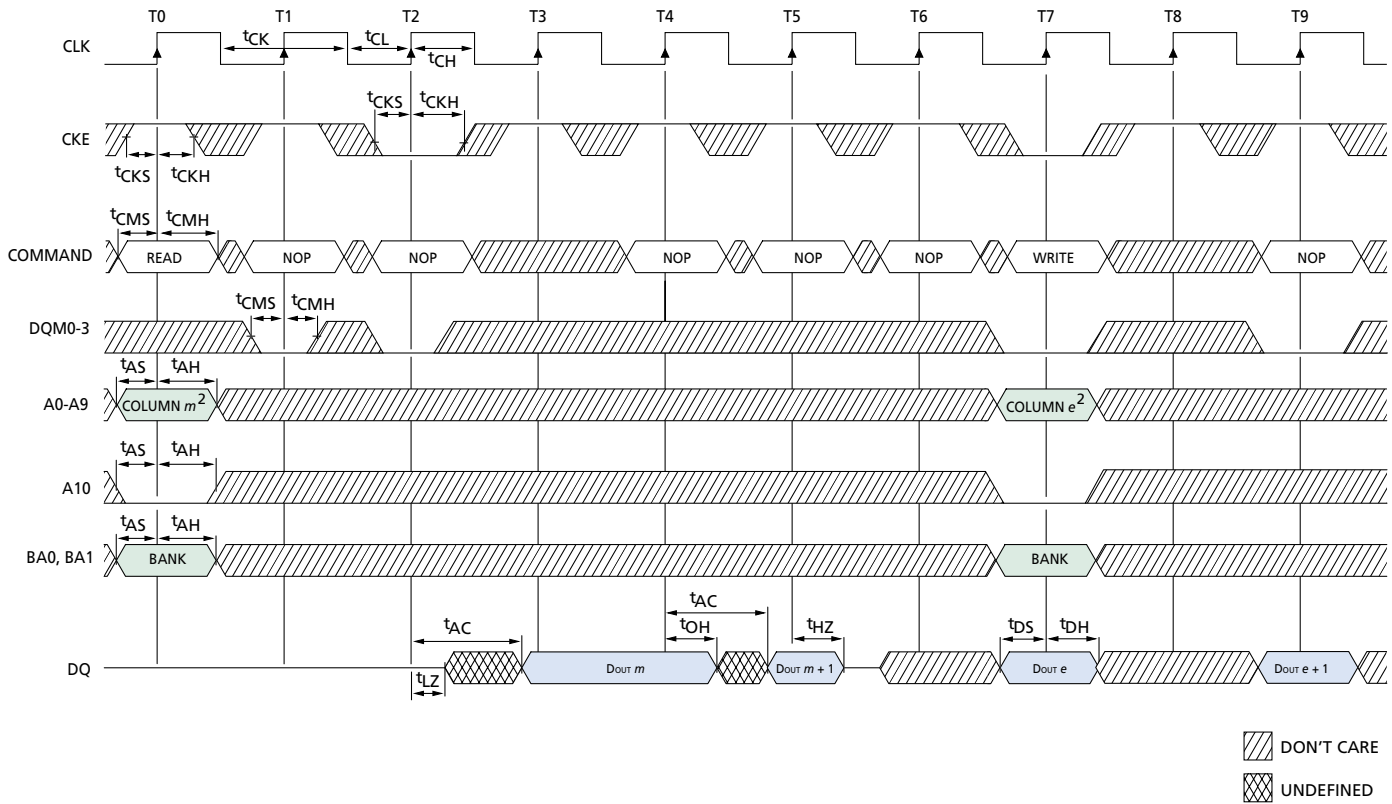 T0 T1 T2 T3 T4 T5 T6 T7 T8 T9
CLK
tCK tCL
tCH
tCKS tCKH
CKE
tCKS tCKH
tCMS tCMH
COMMAND READ NOP NOP NOP NOP NOP WRITE NOP
tCMS tCMH
DQM0-3
tAS tAH
A0-A9 COLUMN m2 COLUMN e2
tAS tAH
A10
tAS tAH
BA0, BA1 BANK BANK
tAC
tAC tOH tHZ tDS tDH
DQ DOUT m DOUT m + 1 DOUT e DOUT e + 1
tLZ
DON'T CARE
UNDEFINED